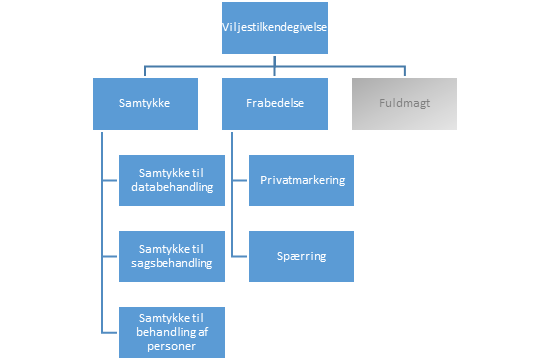 Viljestilkendegivelse
Samtykke
Frabedelse
Fuldmagt
Samtykke til
databehandling
Privatmarkering
Samtykke til
sagsbehandling
Spærring
Samtykke til
behandling af
personer